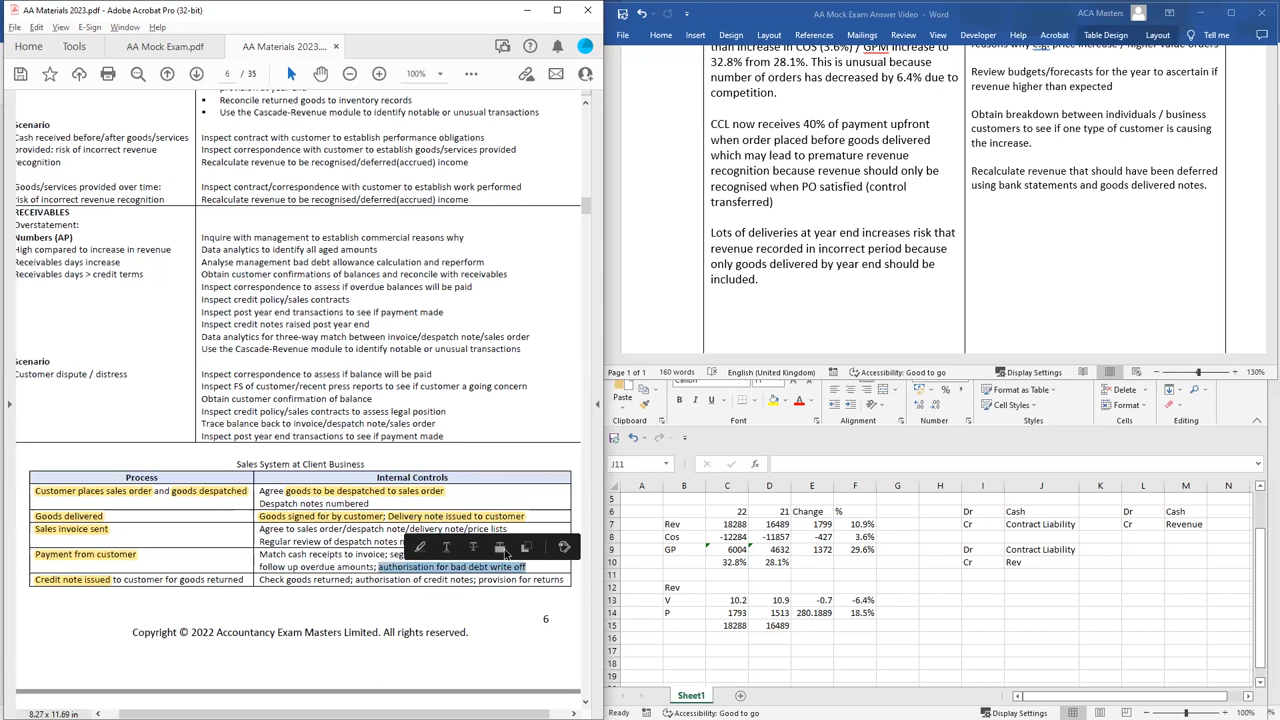 AA Materials 2023.pdf - Adobe Acrobat Pro (32-bit)
File Edit View E-Sign Window Help
Home Tools AA Mock Exam.pdf AA Materials 2023.... ×
6 / 35 100%
Reconcile returned goods to inventory records
Use the Cascade-Revenue module to identify notable or unusual transactions
Scenario
Cash received before/after goods/services Inspect contract with customer to establish performance obligations
provided: risk of incorrect revenue Inspect correspondence with customer to establish goods/services provided
recognition Recalculate revenue to be recognised/deferred(accrued) income
Goods/services provided over time: Inspect contract/correspondence with customer to establish work performed
risk of incorrect revenue recognition Recalculate revenue to be recognised/deferred(accrued) income
RECEIVABLES
Overstatement:
Numbers (AP) Inquire with management to establish commercial reasons why
High compared to increase in revenue Data analytics to identify all aged amounts
Receivables days increase Analyse management bad debt allowance calculation and reperform
Receivables days > credit terms Obtain customer confirmations of balances and reconcile with receivables
Inspect correspondence to assess if overdue balances will be paid
Inspect credit policy/sales contracts
Inspect post year end transactions to see if payment made
Inspect credit notes raised post year end
Data analytics for three-way match between invoice/despatch note/sales order
Use the Cascade-Revenue module to identify notable or unusual transactions
Scenario
Customer dispute / distress Inspect correspondence to assess if balance will be paid
Inspect FS of customer/recent press reports to see if customer a going concern
Obtain customer confirmation of balance
Inspect credit policy/sales contracts to assess legal position
Trace balance back to invoice/despatch note/sales order
Inspect post year end transactions to see if payment made
Sales System at Client Business
Process Internal Controls
Customer places sales order and goods despatched Agree goods to be despatched to sales order
Despatch notes numbered
Goods delivered Goods signed for by customer; Delivery note issued to customer
Sales invoice sent Agree to sales order/despatch note/delivery note/price lists
Regular review of despatch notes
Payment from customer Match cash receipts to invoice;
follow up overdue amounts; authorisation for bad debt write off
Credit note issued to customer for goods returned Check goods returned; authorisation of credit notes; provision for returns
6
Copyright © 2022 Accountancy Exam Masters Limited. All rights reserved.
8.27 x 11.69 in
AA Mock Exam Answer Video - Word ACA Masters
File Insert Design Layout References Mailings Review View Developer Help Acrobat Table Design Layout Tell me
than increase in COS (3.6%) / GPM increase to
32.8% from 28.1%. This is unusual because
number of orders has decreased by 6.4% due to
competition.
CCL now receives 40% of payment upfront
when order placed before goods delivered
which may lead to premature revenue
recognition because revenue should only be
recognised when PO satisfied (control
transferred)
Lots of deliveries at year end increases risk that
revenue recorded in incorrect period because
only goods delivered by year end should be
included.
reasons why e.g. price increase / higher value orders
Review budgets/forecasts for the year to ascertain if
revenue higher than expected
Obtain breakdown between individuals / business
customers to see if one type of customer is causing
the increase.
Recalculate revenue that should have been deferred
using bank statements and goods delivered notes.
Page 1 of 1 160 words English (United Kingdom) Accessibility: Good to go Display Settings 130%
Paste B I U % Format as Table Delete
Cell Styles Format
Clipboard Font Alignment Number Styles Cells Editing
J11 fx
A B C D E F G H I J K L M N
5
6 22 21 Change % Dr Cash Dr Cash
7 Rev 18288 16489 1799 10.9% Cr Contract Liability Cr Revenue
8 Cos -12284 -11857 -427 3.6%
9 GP 6004 4632 1372 29.6% Dr Contract Liability
10 32.8% 28.1% Cr Rev
11
12 Rev
13 V 10.2 10.9 -0.7 -6.4%
14 P 1793 1513 280.1889 18.5%
15 18288 16489
16
17
18
19
Sheet1
Ready Accessibility: Good to go Display Settings 100%